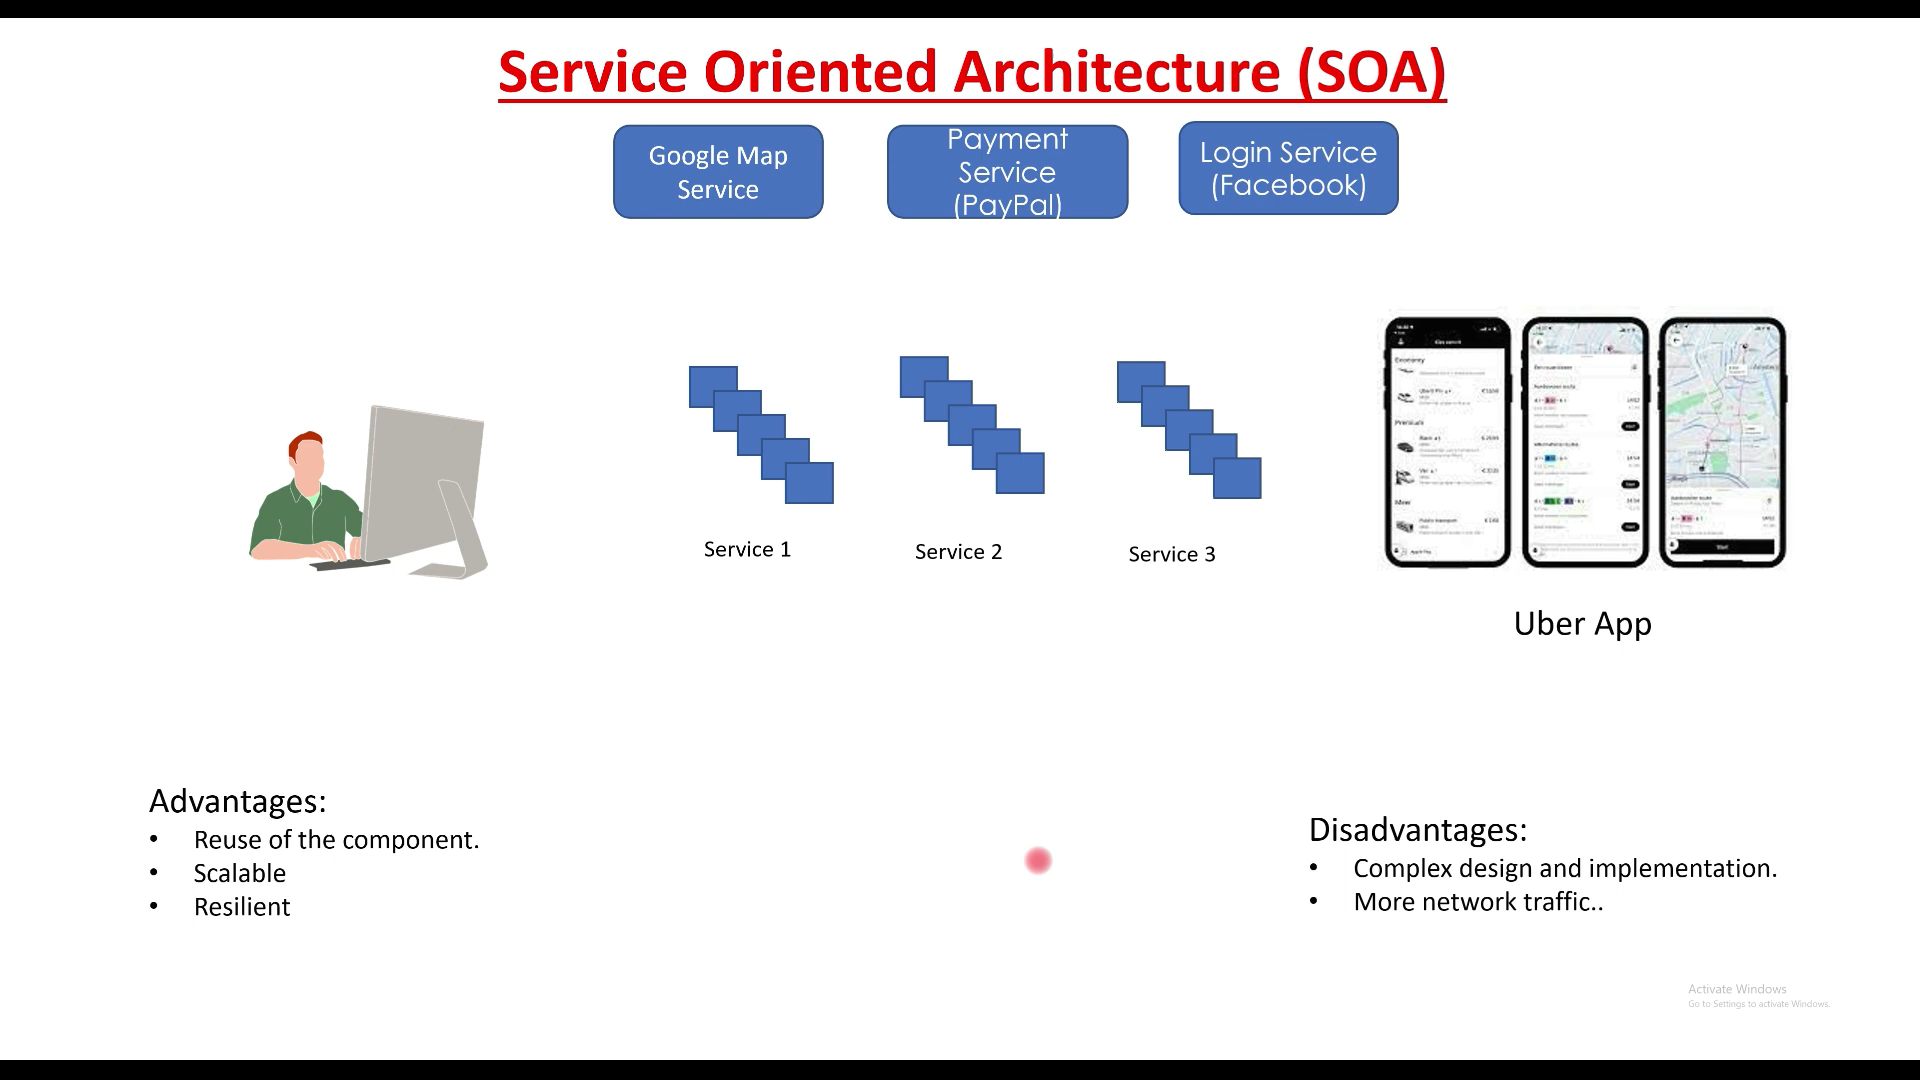 Service Oriented Architecture (SOA)
Google Map
Service
Payment
Service
(PayPal)
Login Service
(Facebook)
Service 1
Service 2
Service 3
Economy
Premium
Uber App
Advantages:
• Reuse of the component.
• Scalable
• Resilient
Disadvantages:
• Complex design and implementation.
• More network traffic..
Activate Windows
Go to Settings to activate Windows.